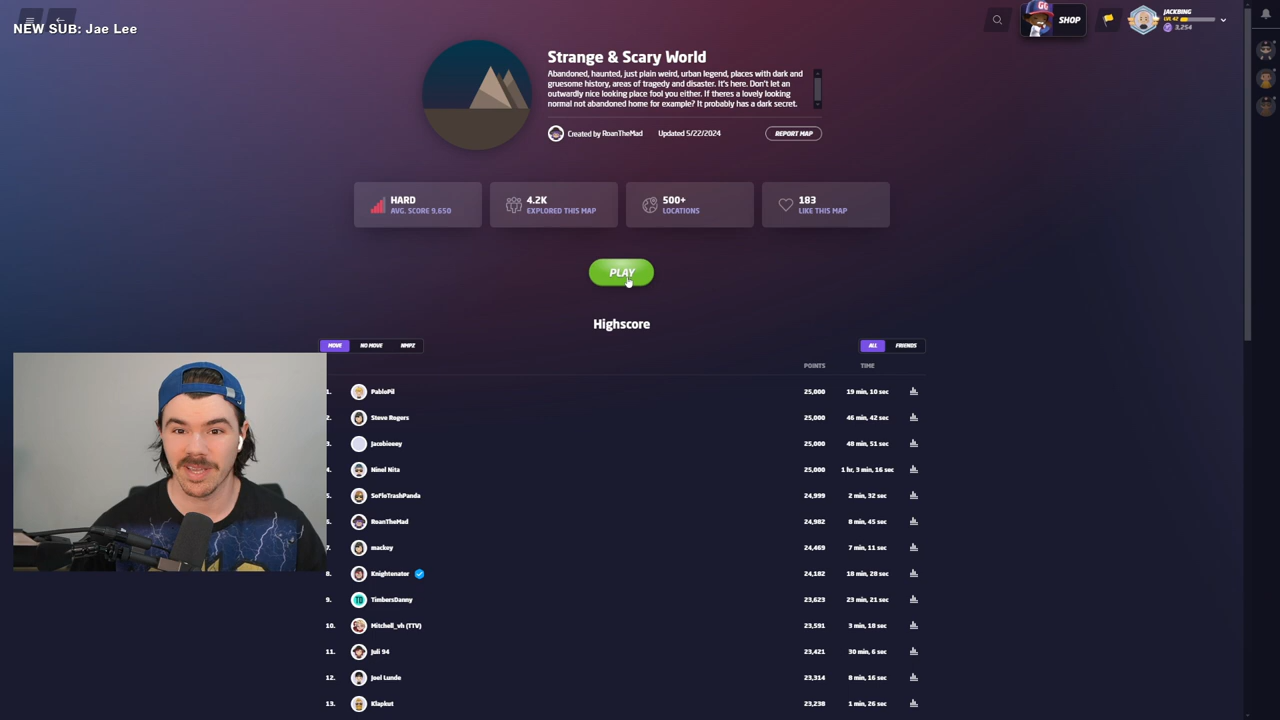 NEW SUB: Jae Lee
SHOP
JACKBING
LVL 42
3,254
Strange & Scary World
Abandoned, haunted, just plain weird, urban legend, places with dark and
gruesome history, areas of tragedy and disaster. It's here. Don't let an
outwardly nice looking place fool you either. If theres a lovely looking
normal not abandoned home for example? It probably has a dark secret.
Created by RoanTheMad Updated 5/22/2024 REPORT MAP
HARD
AVG. SCORE 9,650
4.2K
EXPLORED THIS MAP
500+
LOCATIONS
183
LIKE THIS MAP
PLAY
Highscore
MOVE NO MOVE NMPZ ALL FRIENDS
POINTS TIME
1. PabloPil 25,000 19 min, 10 sec
2. Steve Rogers 25,000 46 min, 42 sec
3. Jacobieeey 25,000 48 min, 51 sec
4. Ninel Nita 25,000 1 hr, 3 min, 16 sec
5. SoFloTrashPanda 24,999 2 min, 32 sec
6. RoanTheMad 24,982 8 min, 45 sec
7. mackey 24,469 7 min, 11 sec
8. Knightenator 24,182 18 min, 28 sec
9. TD TimbersDanny 23,623 23 min, 21 sec
10. Mitchell_vh (TTV) 23,591 3 min, 18 sec
11. Juli 94 23,421 30 min, 6 sec
12. Joel Lunde 23,314 8 min, 16 sec
13. Klapkut 23,238 1 min, 26 sec